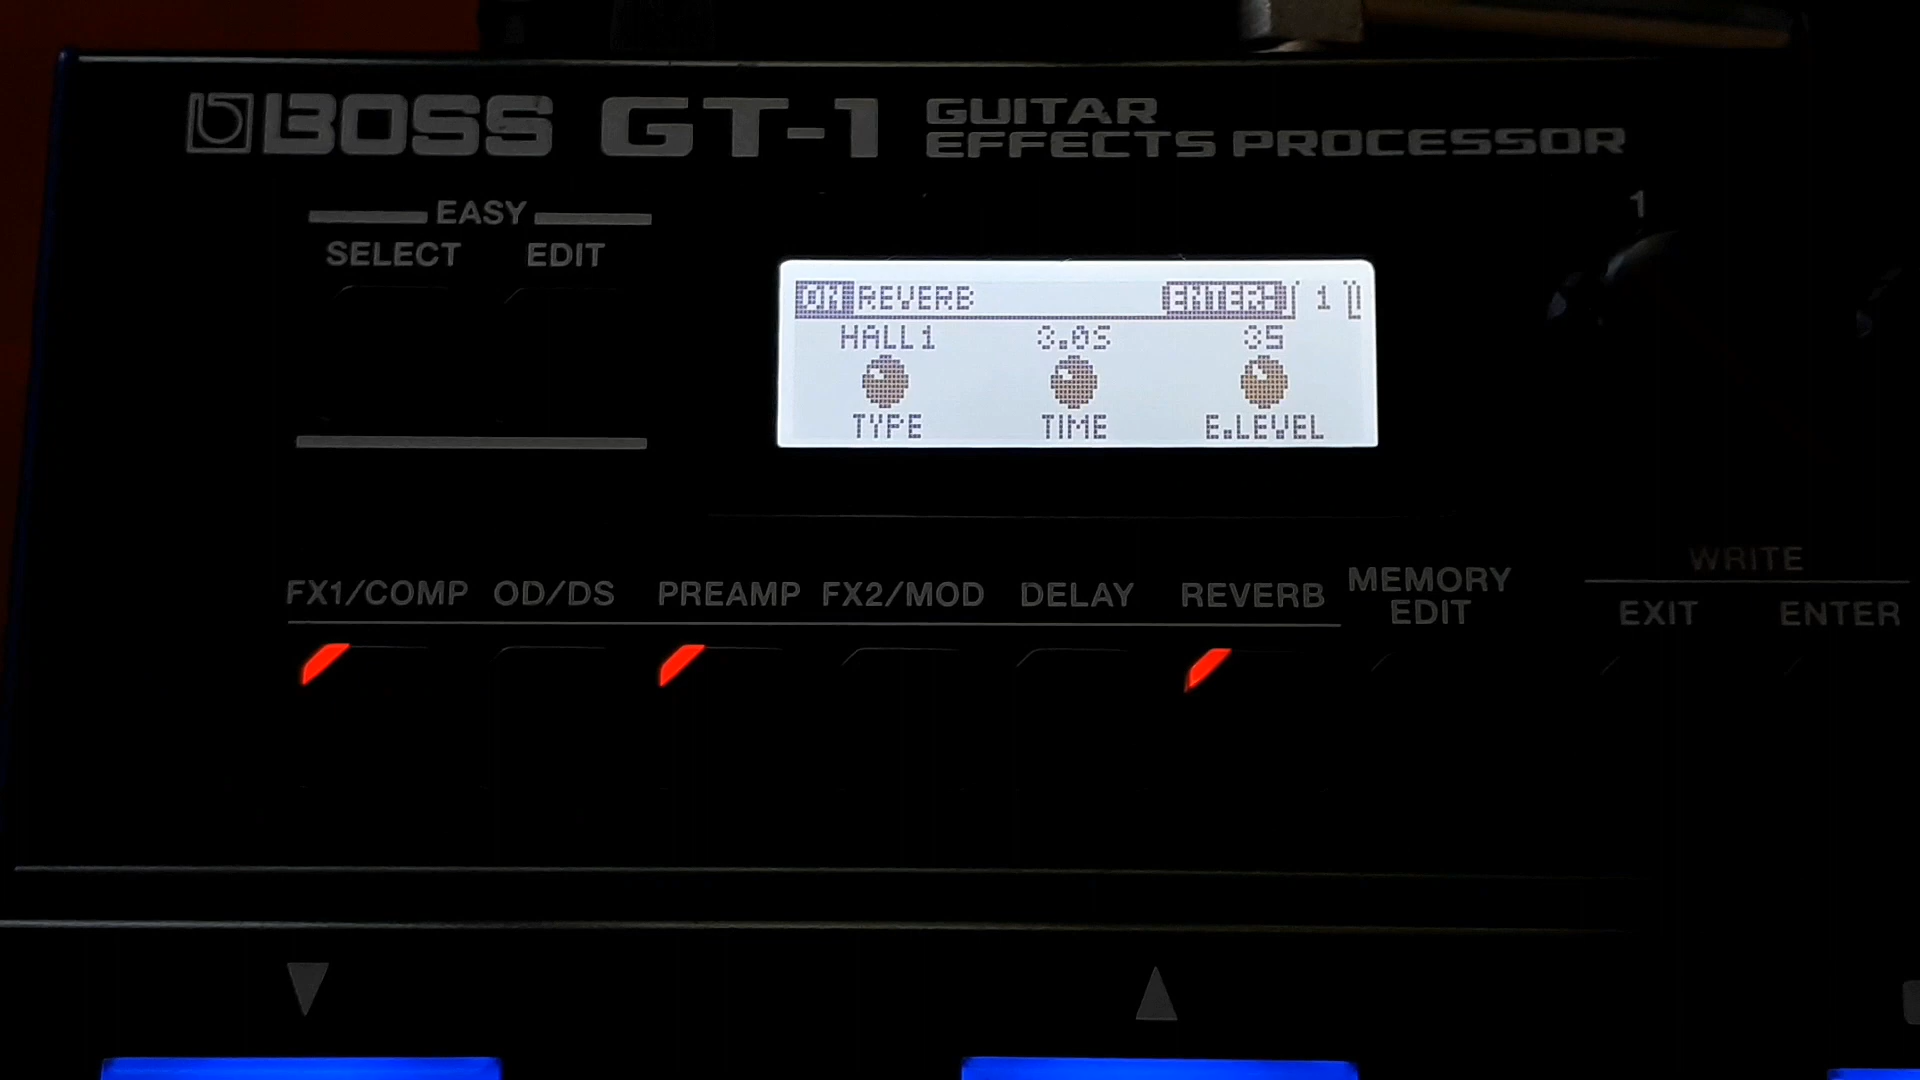 BOSS GT-1 GUITAR EFFECTS PROCESSOR
1
EASY
SELECT EDIT
ON REVERB ENTER 1
HALL1 3.0S 35
TYPE TIME E.LEVEL
WRITE
FX1/COMP OD/DS PREAMP FX2/MOD DELAY REVERB MEMORY EDIT EXIT ENTER